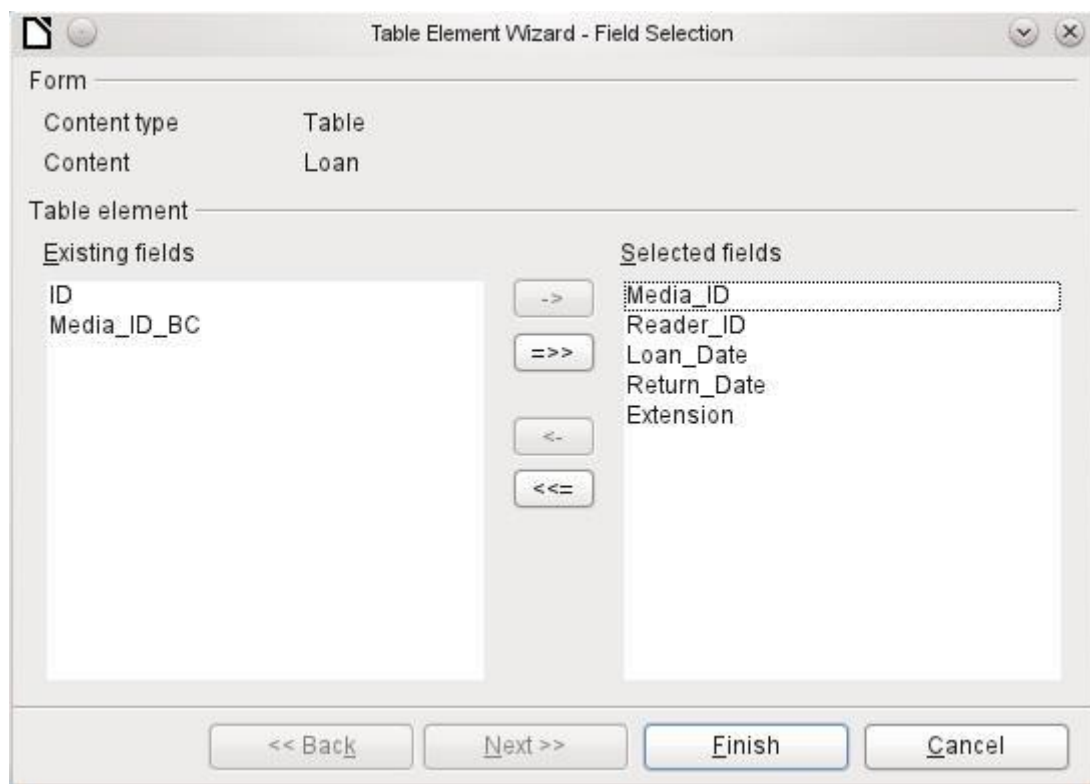 Table Element Wizard - Field Selection
Form
Content type Table
Content Loan
Table element
Existing fields
ID
Media_ID_BC
->
=>>
<-
<<=
Selected fields
Media_ID
Reader_ID
Loan_Date
Return_Date
Extension
<< Back Next >> Finish Cancel